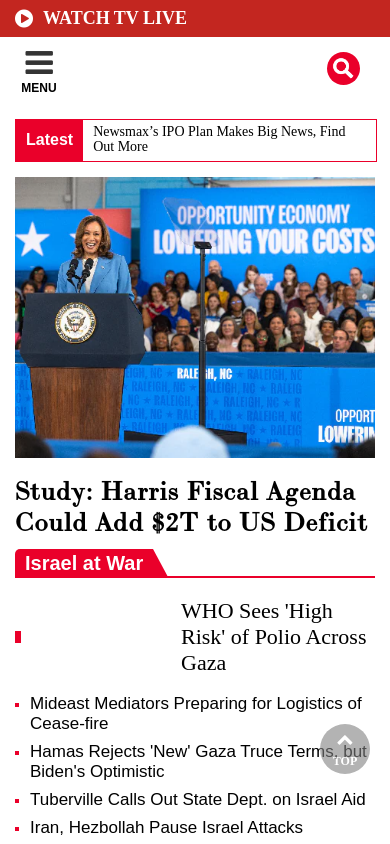 WATCH TV LIVE
MENU
Latest
Newsmax’s IPO Plan Makes Big News, Find
Out More
OPPORTUNITY ECONOMY
LOWERING YOUR COSTS
RALEIGH, NC
OPPORT
LOWERIN
Study: Harris Fiscal Agenda
Could Add $2T to US Deficit
Israel at War
WHO Sees 'High
Risk' of Polio Across
Gaza
Mideast Mediators Preparing for Logistics of
Cease-fire
Hamas Rejects 'New' Gaza Truce Terms, but
Biden's Optimistic
TOP
Tuberville Calls Out State Dept. on Israel Aid
Iran, Hezbollah Pause Israel Attacks